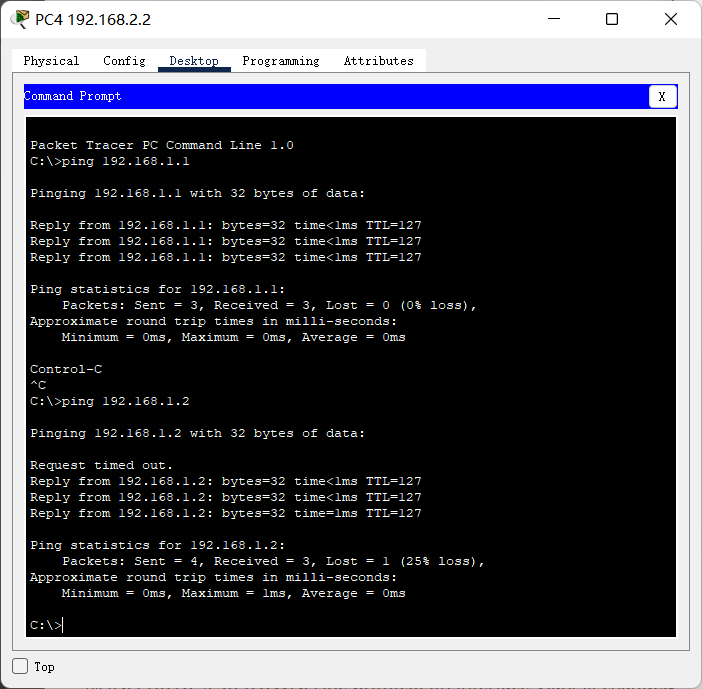 PC4 192.168.2.2
Physical Config Desktop Programming Attributes
Command Prompt X
Packet Tracer PC Command Line 1.0
C:\>ping 192.168.1.1
Pinging 192.168.1.1 with 32 bytes of data:
Reply from 192.168.1.1: bytes=32 time<1ms TTL=127
Reply from 192.168.1.1: bytes=32 time<1ms TTL=127
Reply from 192.168.1.1: bytes=32 time<1ms TTL=127
Ping statistics for 192.168.1.1:
    Packets: Sent = 3, Received = 3, Lost = 0 (0% loss),
Approximate round trip times in milli-seconds:
    Minimum = 0ms, Maximum = 0ms, Average = 0ms
Control-C
^C
C:\>ping 192.168.1.2
Pinging 192.168.1.2 with 32 bytes of data:
Request timed out.
Reply from 192.168.1.2: bytes=32 time<1ms TTL=127
Reply from 192.168.1.2: bytes=32 time<1ms TTL=127
Reply from 192.168.1.2: bytes=32 time=1ms TTL=127
Ping statistics for 192.168.1.2:
    Packets: Sent = 4, Received = 3, Lost = 1 (25% loss),
Approximate round trip times in milli-seconds:
    Minimum = 0ms, Maximum = 1ms, Average = 0ms
C:\>
Top